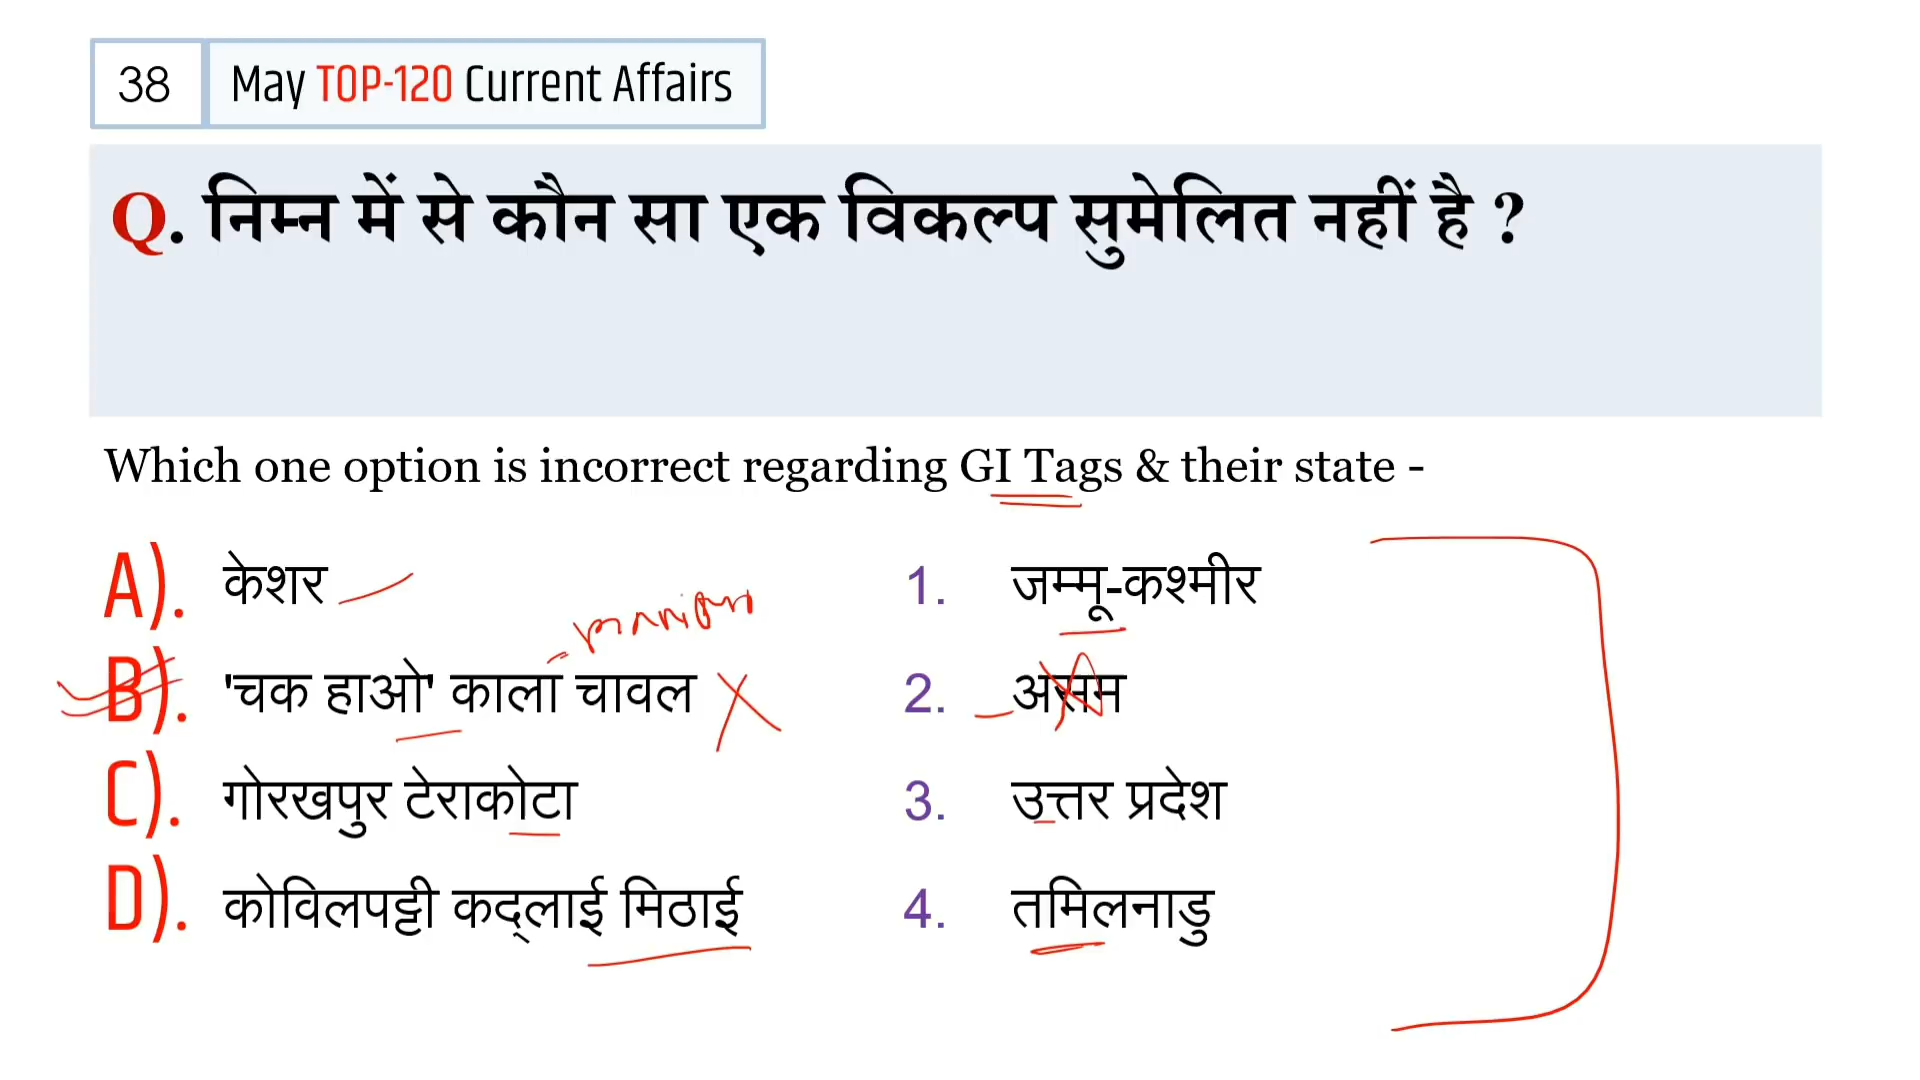 38 May TOP-120 Current Affairs
Q. निम्न में से कौन सा एक विकल्प सुमेलित नहीं है ?
Which one option is incorrect regarding GI Tags & their state -
A). केशर 1. जम्मू-कश्मीर
B). 'चक हाओ' काला चावल 2. असम
C). गोरखपुर टेराकोटा 3. उत्तर प्रदेश
D). कोविलपट्टी कद्लाई मिठाई 4. तमिलनाडु